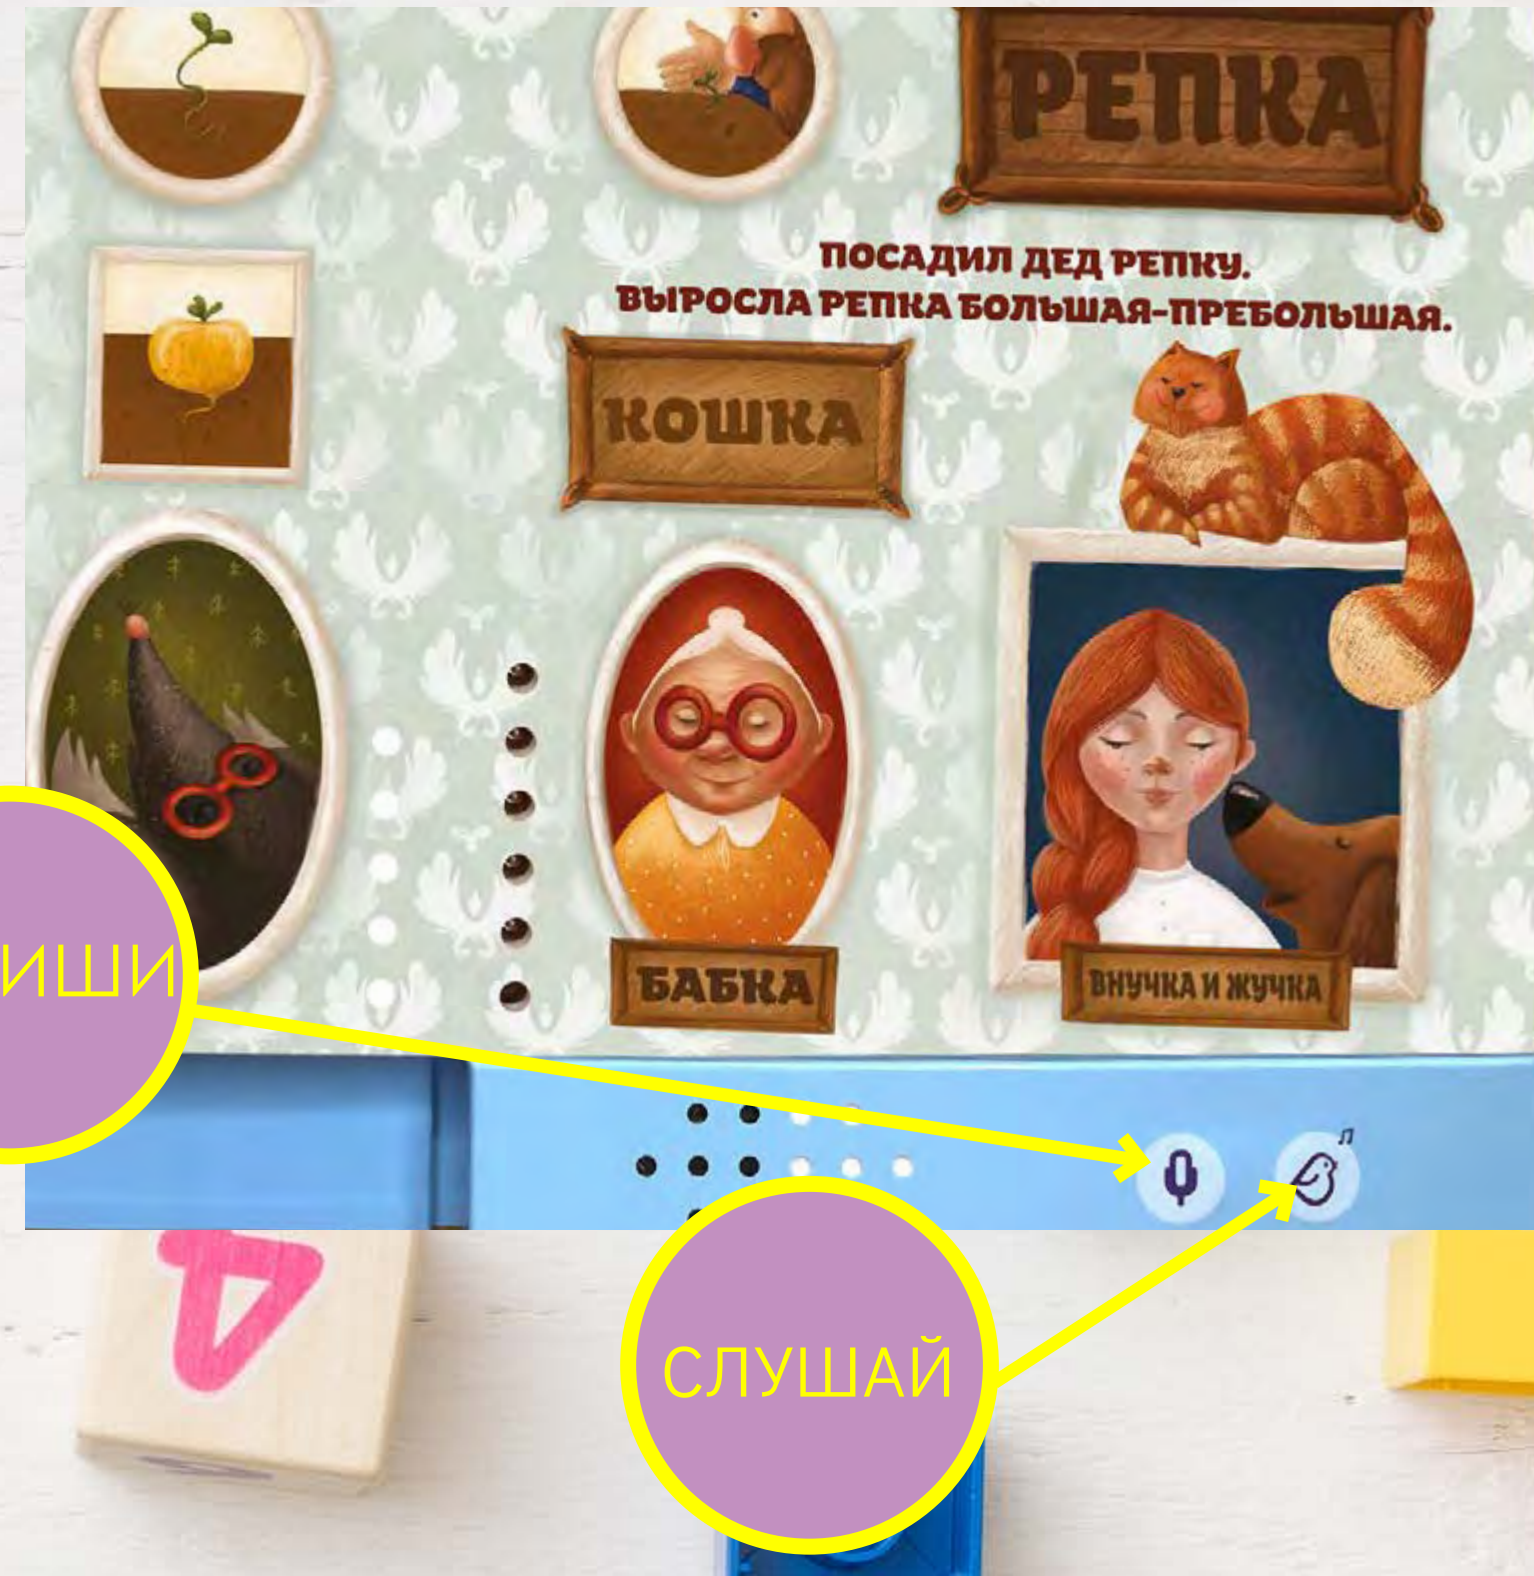 РЕПКА
ПОСАДИЛ ДЕД РЕПКУ.
ВЫРОСЛА РЕПКА БОЛЬШАЯ-ПРЕБОЛЬШАЯ.
КОШКА
БАБКА
ВНУЧКА И ЖУЧКА
ИШИ
СЛУШАЙ